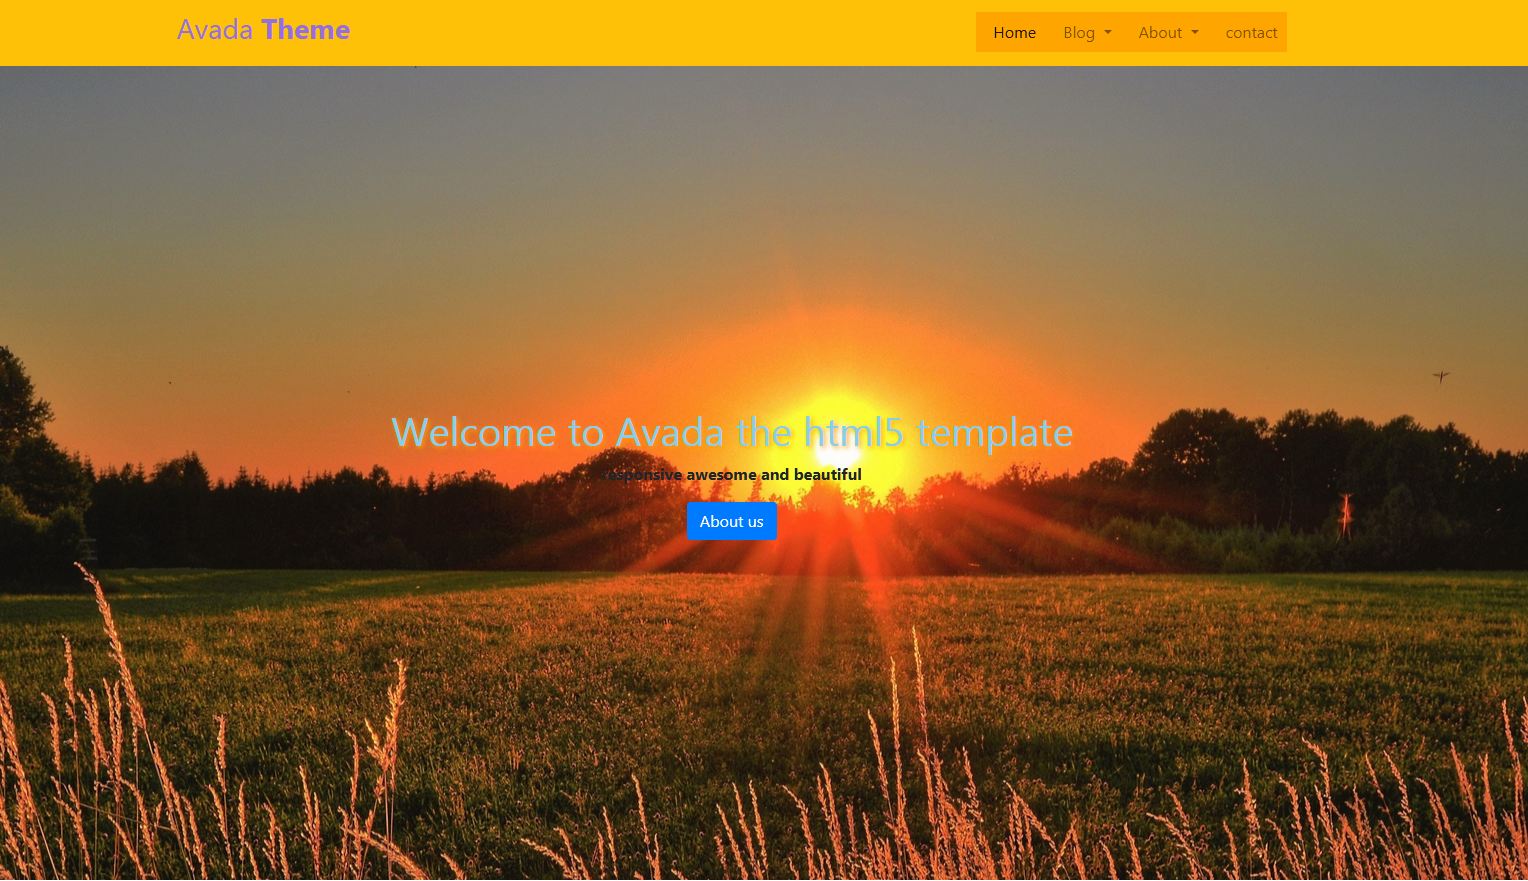 Avada Theme
Home Blog About contact
Welcome to Avada the html5 template
responsive awesome and beautiful
About us